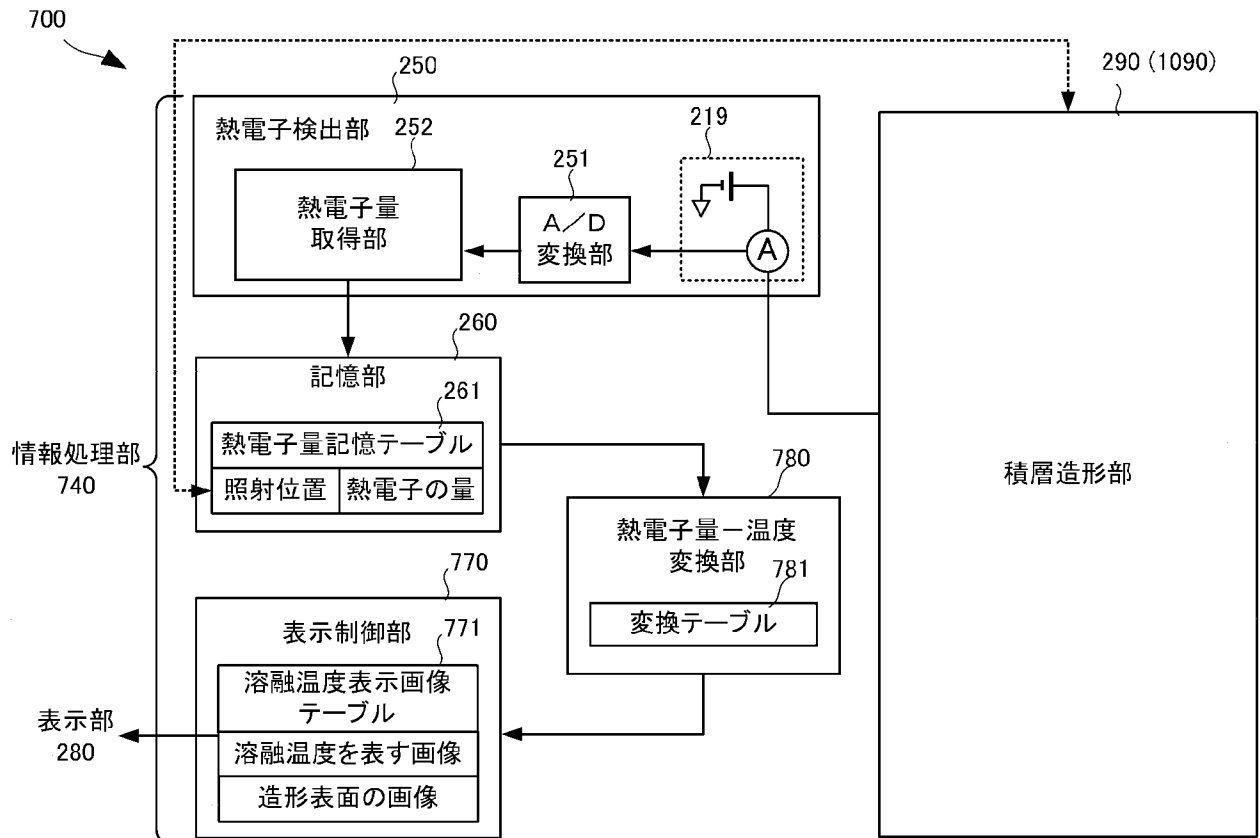 700
250
290 (1090)
熱電子検出部
252
219
251
熱電子量
取得部
A/D
変換部
A
260
記憶部
261
熱電子量記憶テーブル
照射位置
熱電子の量
情報処理部
740
積層造形部
780
熱電子量-温度
変換部
781
変換テーブル
770
表示制御部
771
溶融温度表示画像
テーブル
溶融温度を表す画像
造形表面の画像
表示部
280